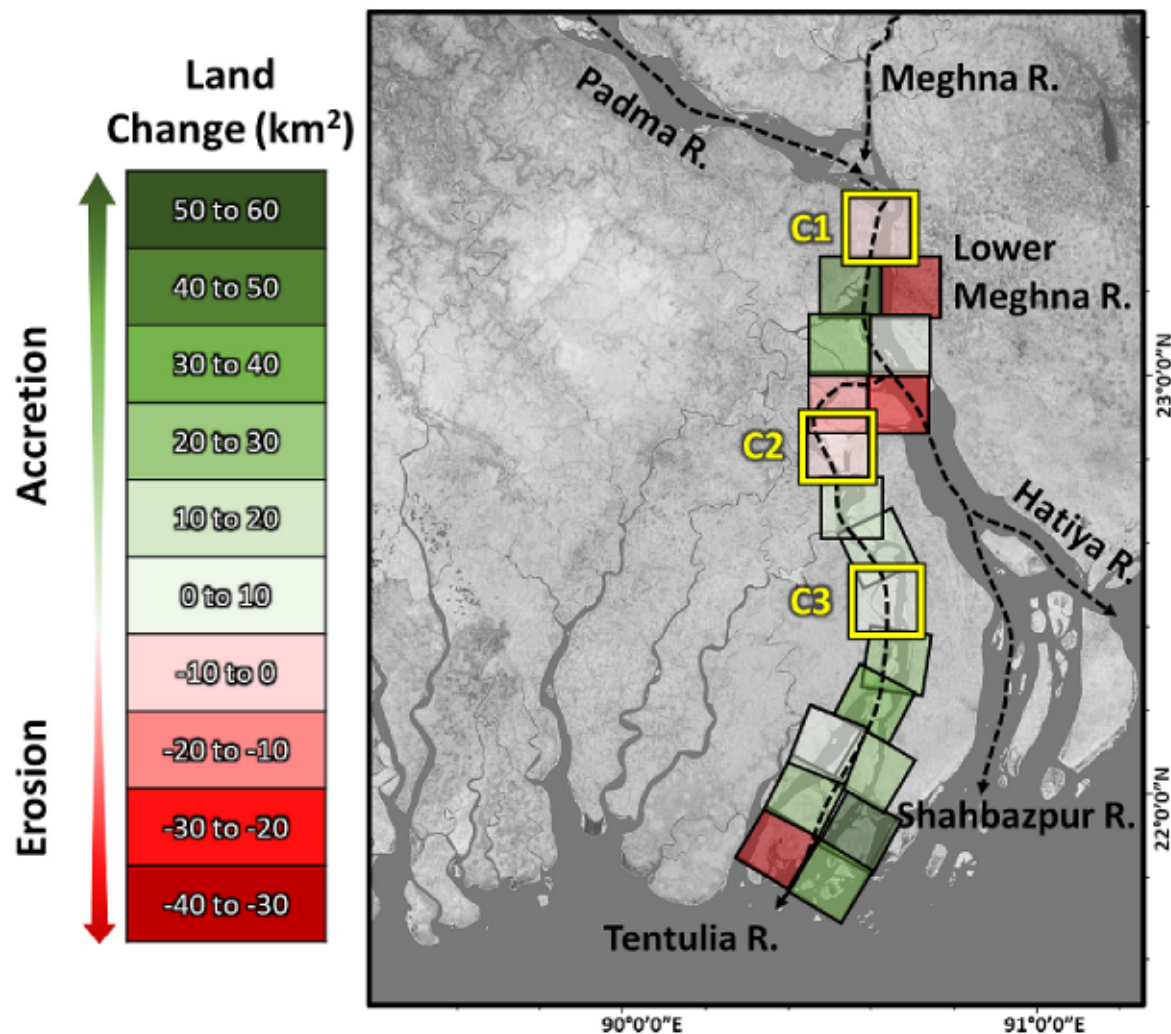 Land
Change (km²)
50 to 60
40 to 50
30 to 40
20 to 30
10 to 20
0 to 10
-10 to 0
-20 to -10
-30 to -20
-40 to -30
Accretion
Erosion
Padma R.
Meghna R.
C1
Lower
Meghna R.
C2
Hatiya R.
C3
Shahbazpur R.
Tentulia R.
23°0'0"N
22°0'0"N
90°0'0"E
91°0'0"E